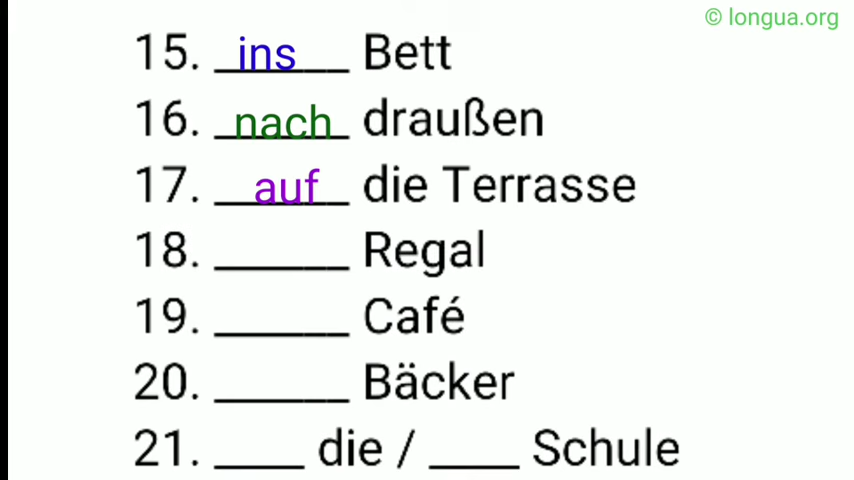 © longua.org
15. ins Bett
16. nach draußen
17. auf die Terrasse
18. ______ Regal
19. ______ Café
20. ______ Bäcker
21. ____ die / ____ Schule